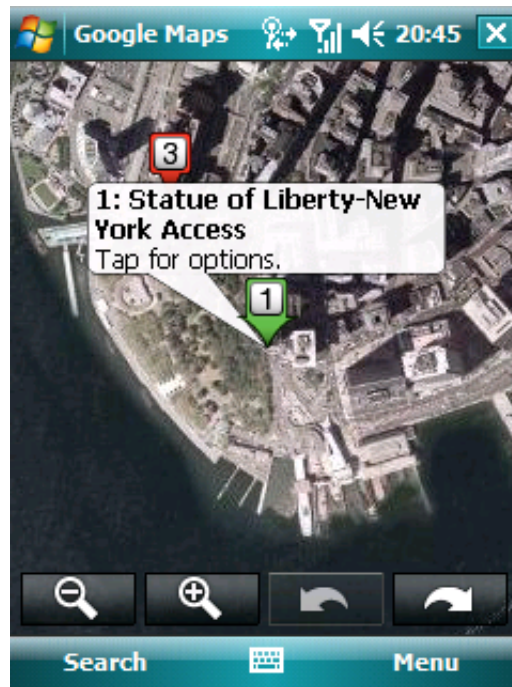 Google Maps 20:45
3
1: Statue of Liberty-New
York Access
Tap for options.
1
Search Menu